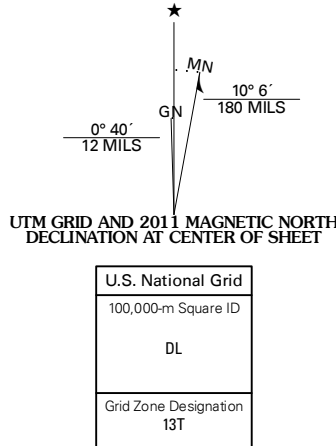 ★
MN
GN
10° 6´
180 MILS
0° 40´
12 MILS
UTM GRID AND 2011 MAGNETIC NORTH
DECLINATION AT CENTER OF SHEET
U.S. National Grid
100,000-m Square ID
DL
Grid Zone Designation
13T